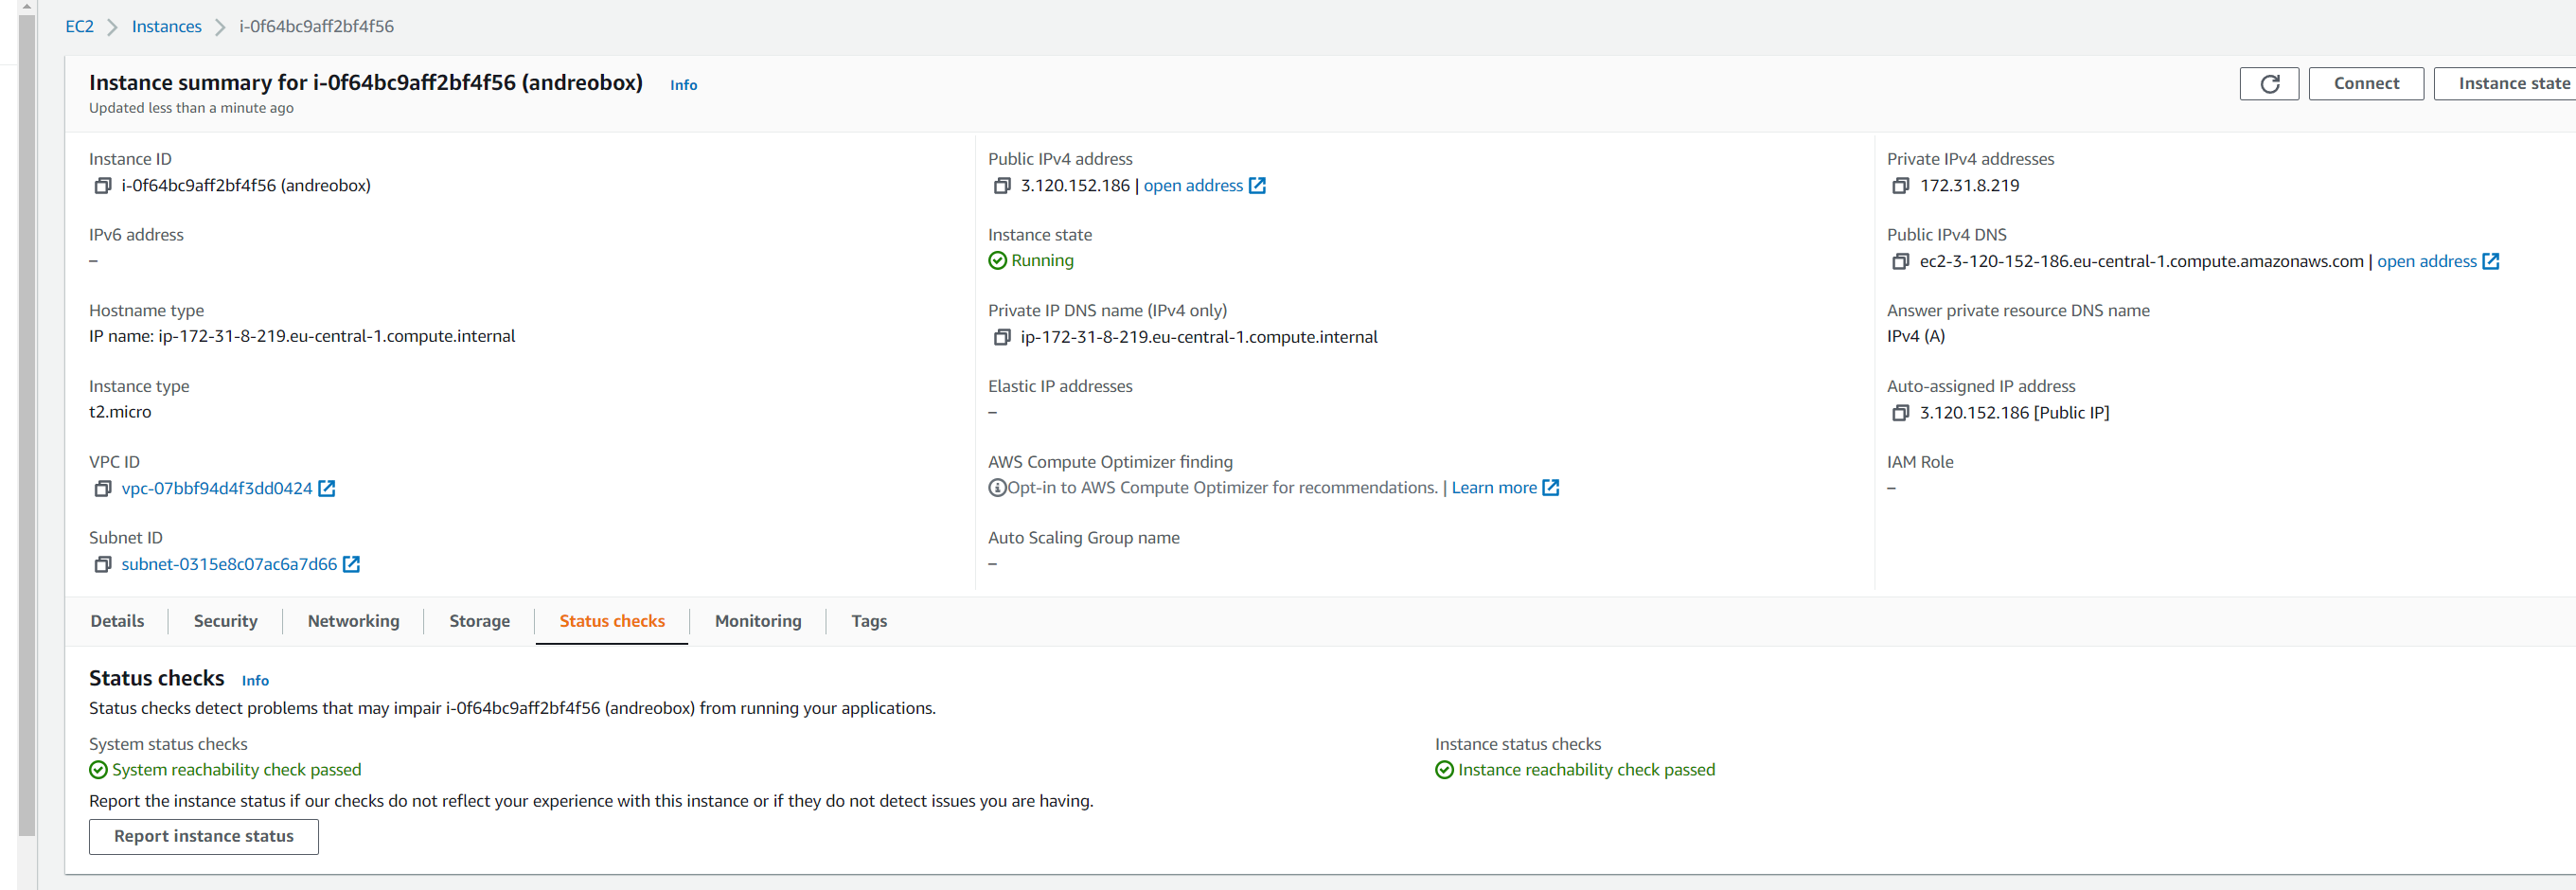 EC2 Instances i-0f64bc9aff2bf4f56
Instance summary for i-0f64bc9aff2bf4f56 (andreobox) Info
Updated less than a minute ago
Connect
Instance state
Instance ID
i-0f64bc9aff2bf4f56 (andreobox)
Public IPv4 address
3.120.152.186 | open address
Private IPv4 addresses
172.31.8.219
IPv6 address
–
Instance state
Running
Public IPv4 DNS
ec2-3-120-152-186.eu-central-1.compute.amazonaws.com | open address
Hostname type
IP name: ip-172-31-8-219.eu-central-1.compute.internal
Private IP DNS name (IPv4 only)
ip-172-31-8-219.eu-central-1.compute.internal
Answer private resource DNS name
IPv4 (A)
Instance type
t2.micro
Elastic IP addresses
–
Auto-assigned IP address
3.120.152.186 [Public IP]
VPC ID
vpc-07bbf94d4f3dd0424
AWS Compute Optimizer finding
Opt-in to AWS Compute Optimizer for recommendations. | Learn more
IAM Role
–
Subnet ID
subnet-0315e8c07ac6a7d66
Auto Scaling Group name
–
Details Security Networking Storage Status checks Monitoring Tags
Status checks Info
Status checks detect problems that may impair i-0f64bc9aff2bf4f56 (andreobox) from running your applications.
System status checks
System reachability check passed
Instance status checks
Instance reachability check passed
Report the instance status if our checks do not reflect your experience with this instance or if they do not detect issues you are having.
Report instance status